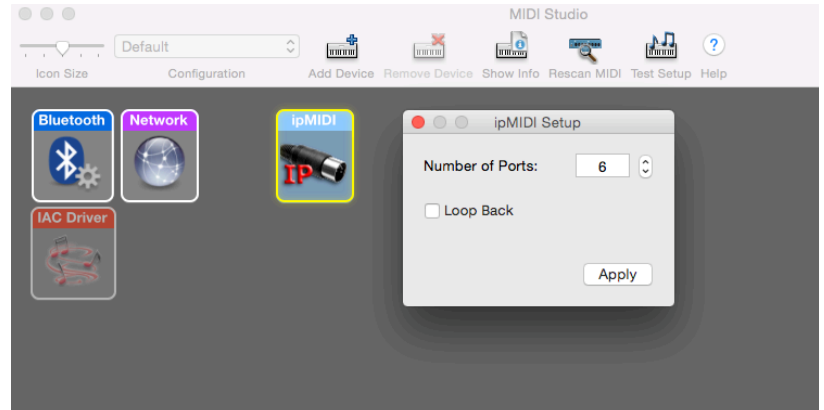 MIDI Studio
Default
Icon Size Configuration Add Device Remove Device Show Info Rescan MIDI Test Setup Help
?
Bluetooth Network ipMIDI
IP
IAC Driver
ipMIDI Setup
Number of Ports: 6
Loop Back
Apply